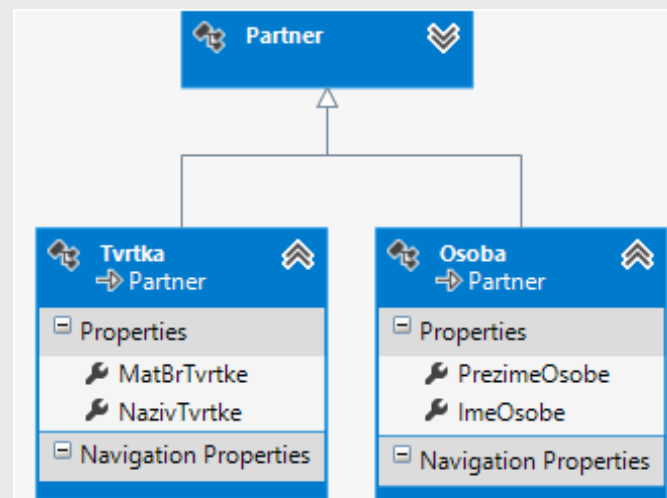 Partner
Tvrtka
Partner
Properties
MatBrTvrtke
NazivTvrtke
Navigation Properties
Osoba
Partner
Properties
PrezimeOsobe
ImeOsobe
Navigation Properties